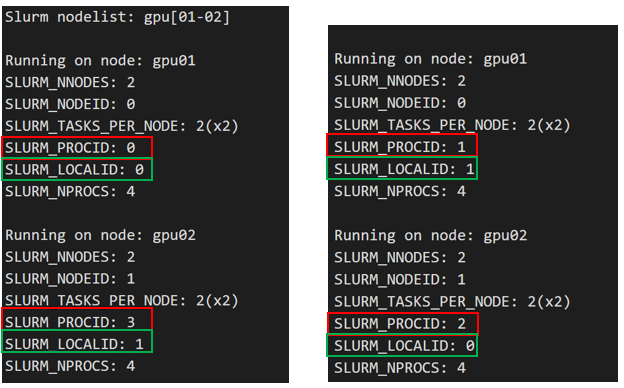 Slurm nodelist: gpu[01-02]
Running on node: gpu01
SLURM_NNODES: 2
SLURM_NODEID: 0
SLURM_TASKS_PER_NODE: 2(x2)
SLURM_PROCID: 0
SLURM_LOCALID: 0
SLURM_NPROCS: 4
Running on node: gpu02
SLURM_NNODES: 2
SLURM_NODEID: 1
SLURM_TASKS_PER_NODE: 2(x2)
SLURM_PROCID: 3
SLURM_LOCALID: 1
SLURM_NPROCS: 4
Running on node: gpu01
SLURM_NNODES: 2
SLURM_NODEID: 0
SLURM_TASKS_PER_NODE: 2(x2)
SLURM_PROCID: 1
SLURM_LOCALID: 1
SLURM_NPROCS: 4
Running on node: gpu02
SLURM_NNODES: 2
SLURM_NODEID: 1
SLURM_TASKS_PER_NODE: 2(x2)
SLURM_PROCID: 2
SLURM_LOCALID: 0
SLURM_NPROCS: 4